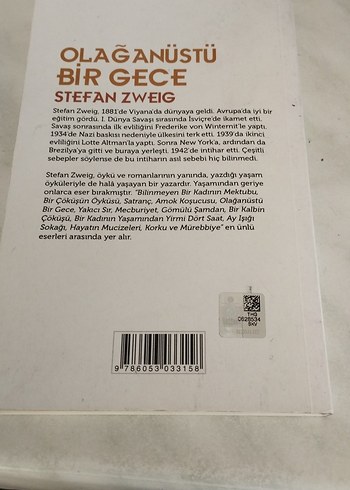 OLAĞANÜSTÜ
BİR GECE
STEFAN ZWEIG
Stefan Zweig, 1881'de Viyana'da dünyaya geldi. Avrupa'da iyi bir
eğitim gördü. I. Dünya Savaşı sırasında İsviçre'de ikamet etti.
Savaş sonrasında ilk evliliğini Frederike von Winternit'le yaptı.
1934'de Nazi baskısı nedeniyle ülkesini terk etti. 1939'da ikinci
evliliğini Lotte Altman'la yaptı. Sonra New York'a, ardından da
Brezilya'ya gitti ve buraya yerleşti. 1942'de intihar etti. Çeşitli
sebepler söylense de bu intiharın asıl sebebi hiç bilinmedi.
Stefan Zweig, öykü ve romanlarının yanında, yazdığı yaşam
öyküleriyle de halâ yaşayan bir yazardır. Yaşamından geriye
onlarca eser bırakmıştır. "Bilinmeyen Bir Kadının Mektubu,
Bir Çöküşün Öyküsü, Satranç, Amok Koşucusu, Olağanüstü
Bir Gece, Yakıcı Sır, Mecburiyet, Gömülü Şamdan, Bir Kalbin
Çöküşü, Bir Kadının Yaşamından Yirmi Dört Saat, Ay Işığı
Sokağı, Hayatın Mucizeleri, Korku ve Mürebbiye" en ünlü
eserleri arasında yer alır.
THG
0628534
SKV
9 786053 033158